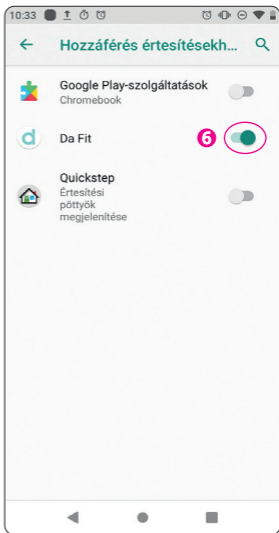 10:33
Hozzáférés értesítésekh...
Google Play-szolgáltatások
Chromebook
d
Da Fit
6
Quickstep
Értesítési
pöttyök
megjelenítése